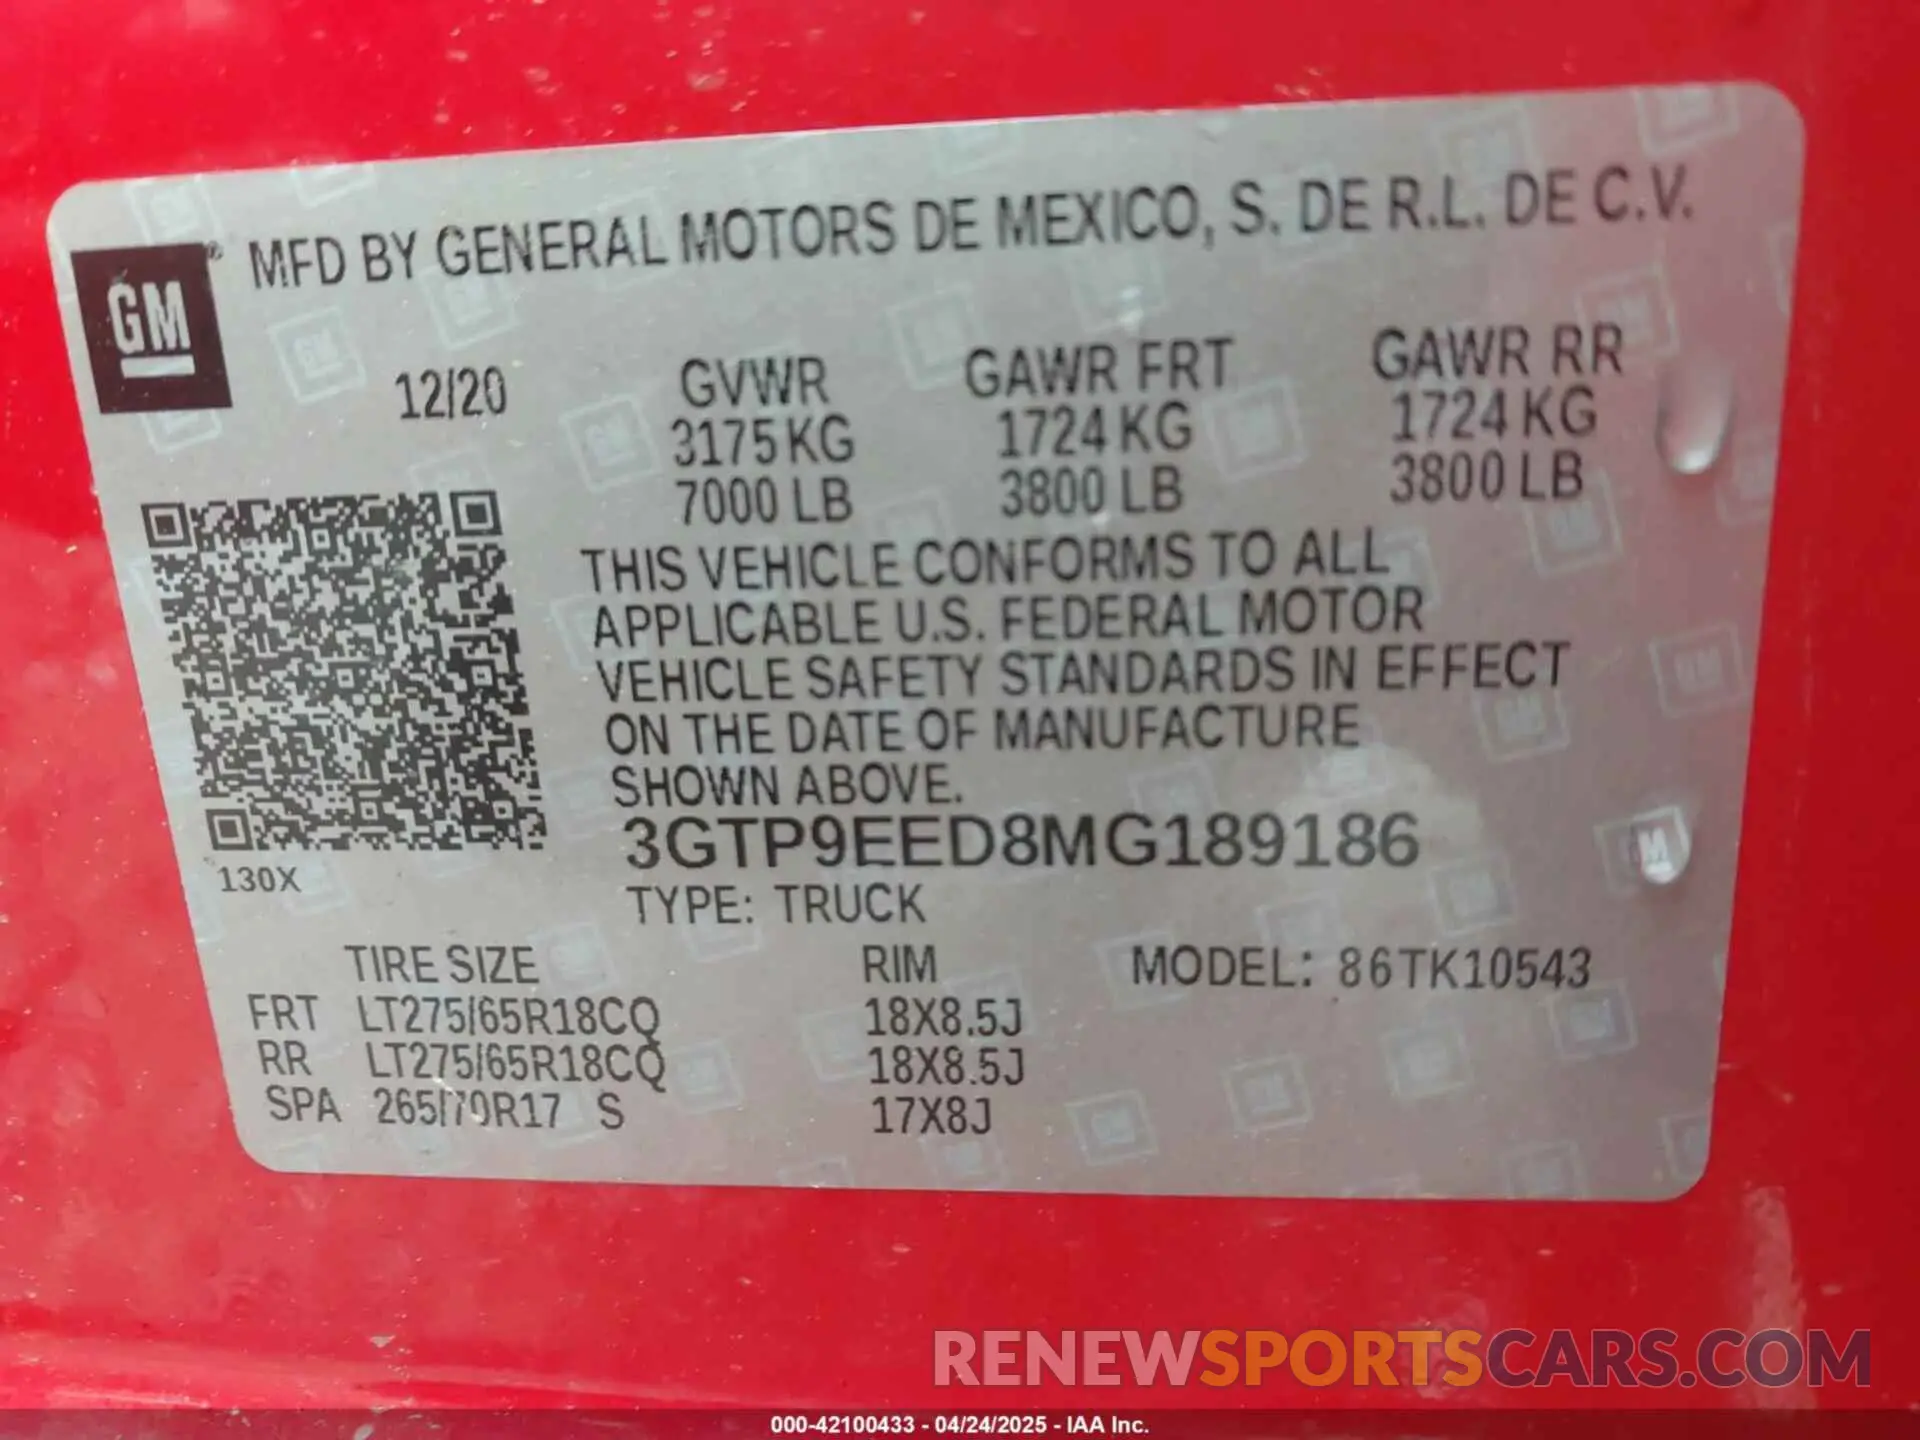 MFD BY GENERAL MOTORS DE MEXICO, S. DE R.L. DE C.V.
GM®
12/20
GVWR GAWR FRT GAWR RR
3175 KG 1724 KG 1724 KG
7000 LB 3800 LB 3800 LB
THIS VEHICLE CONFORMS TO ALL
APPLICABLE U.S. FEDERAL MOTOR
VEHICLE SAFETY STANDARDS IN EFFECT
ON THE DATE OF MANUFACTURE
SHOWN ABOVE.
3GTP9EED8MG189186
130X
TYPE: TRUCK
TIRE SIZE RIM MODEL: 86TK10543
FRT LT275/65R18CQ 18X8.5J
RR LT275/65R18CQ 18X8.5J
SPA 265/70R17 S 17X8J
RENEWSPORTSCARS.COM
000-42100433 - 04/24/2025 - IAA Inc.